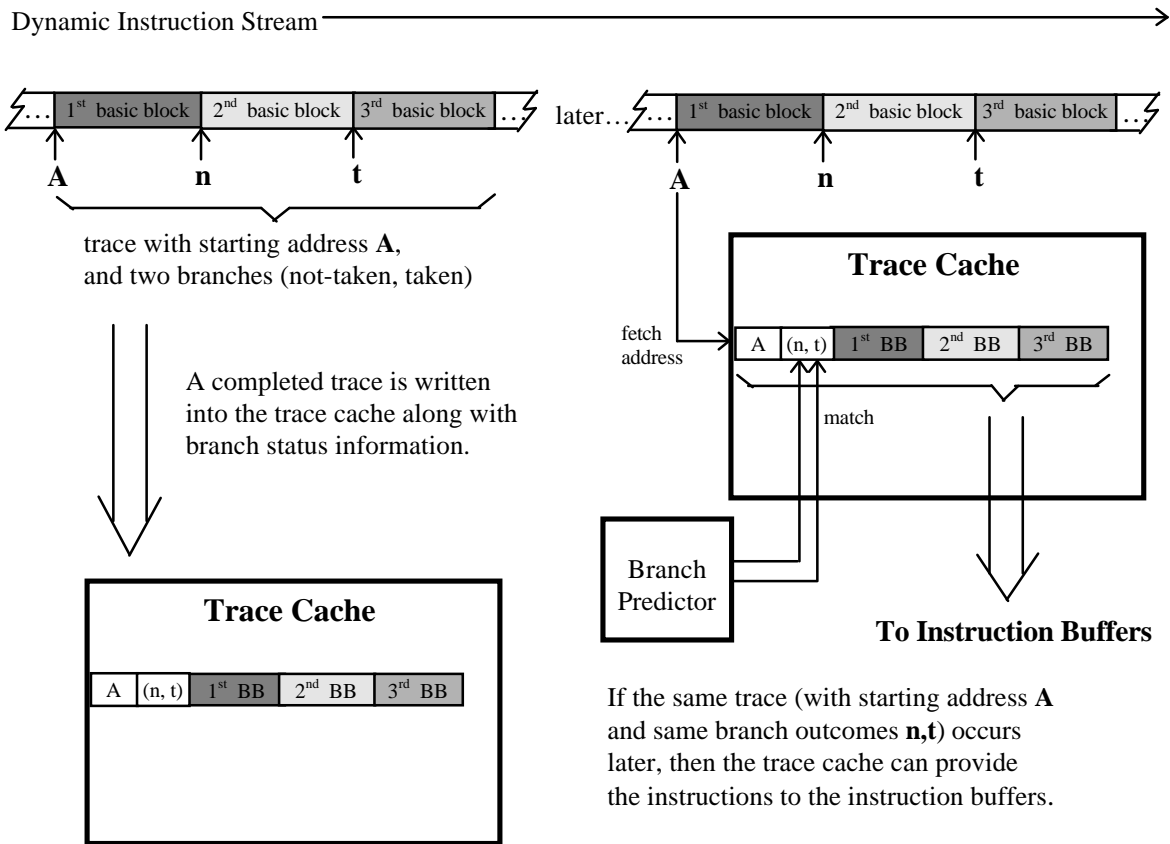 Dynamic Instruction Stream
... 1st basic block 2nd basic block 3rd basic block ...
A n t
trace with starting address A,
and two branches (not-taken, taken)
A completed trace is written
into the trace cache along with
branch status information.
Trace Cache
A (n, t) 1st BB 2nd BB 3rd BB
later... ... 1st basic block 2nd basic block 3rd basic block ...
A n t
Trace Cache
fetch
address
A (n, t) 1st BB 2nd BB 3rd BB
match
Branch
Predictor
To Instruction Buffers
If the same trace (with starting address A
and same branch outcomes n,t) occurs
later, then the trace cache can provide
the instructions to the instruction buffers.